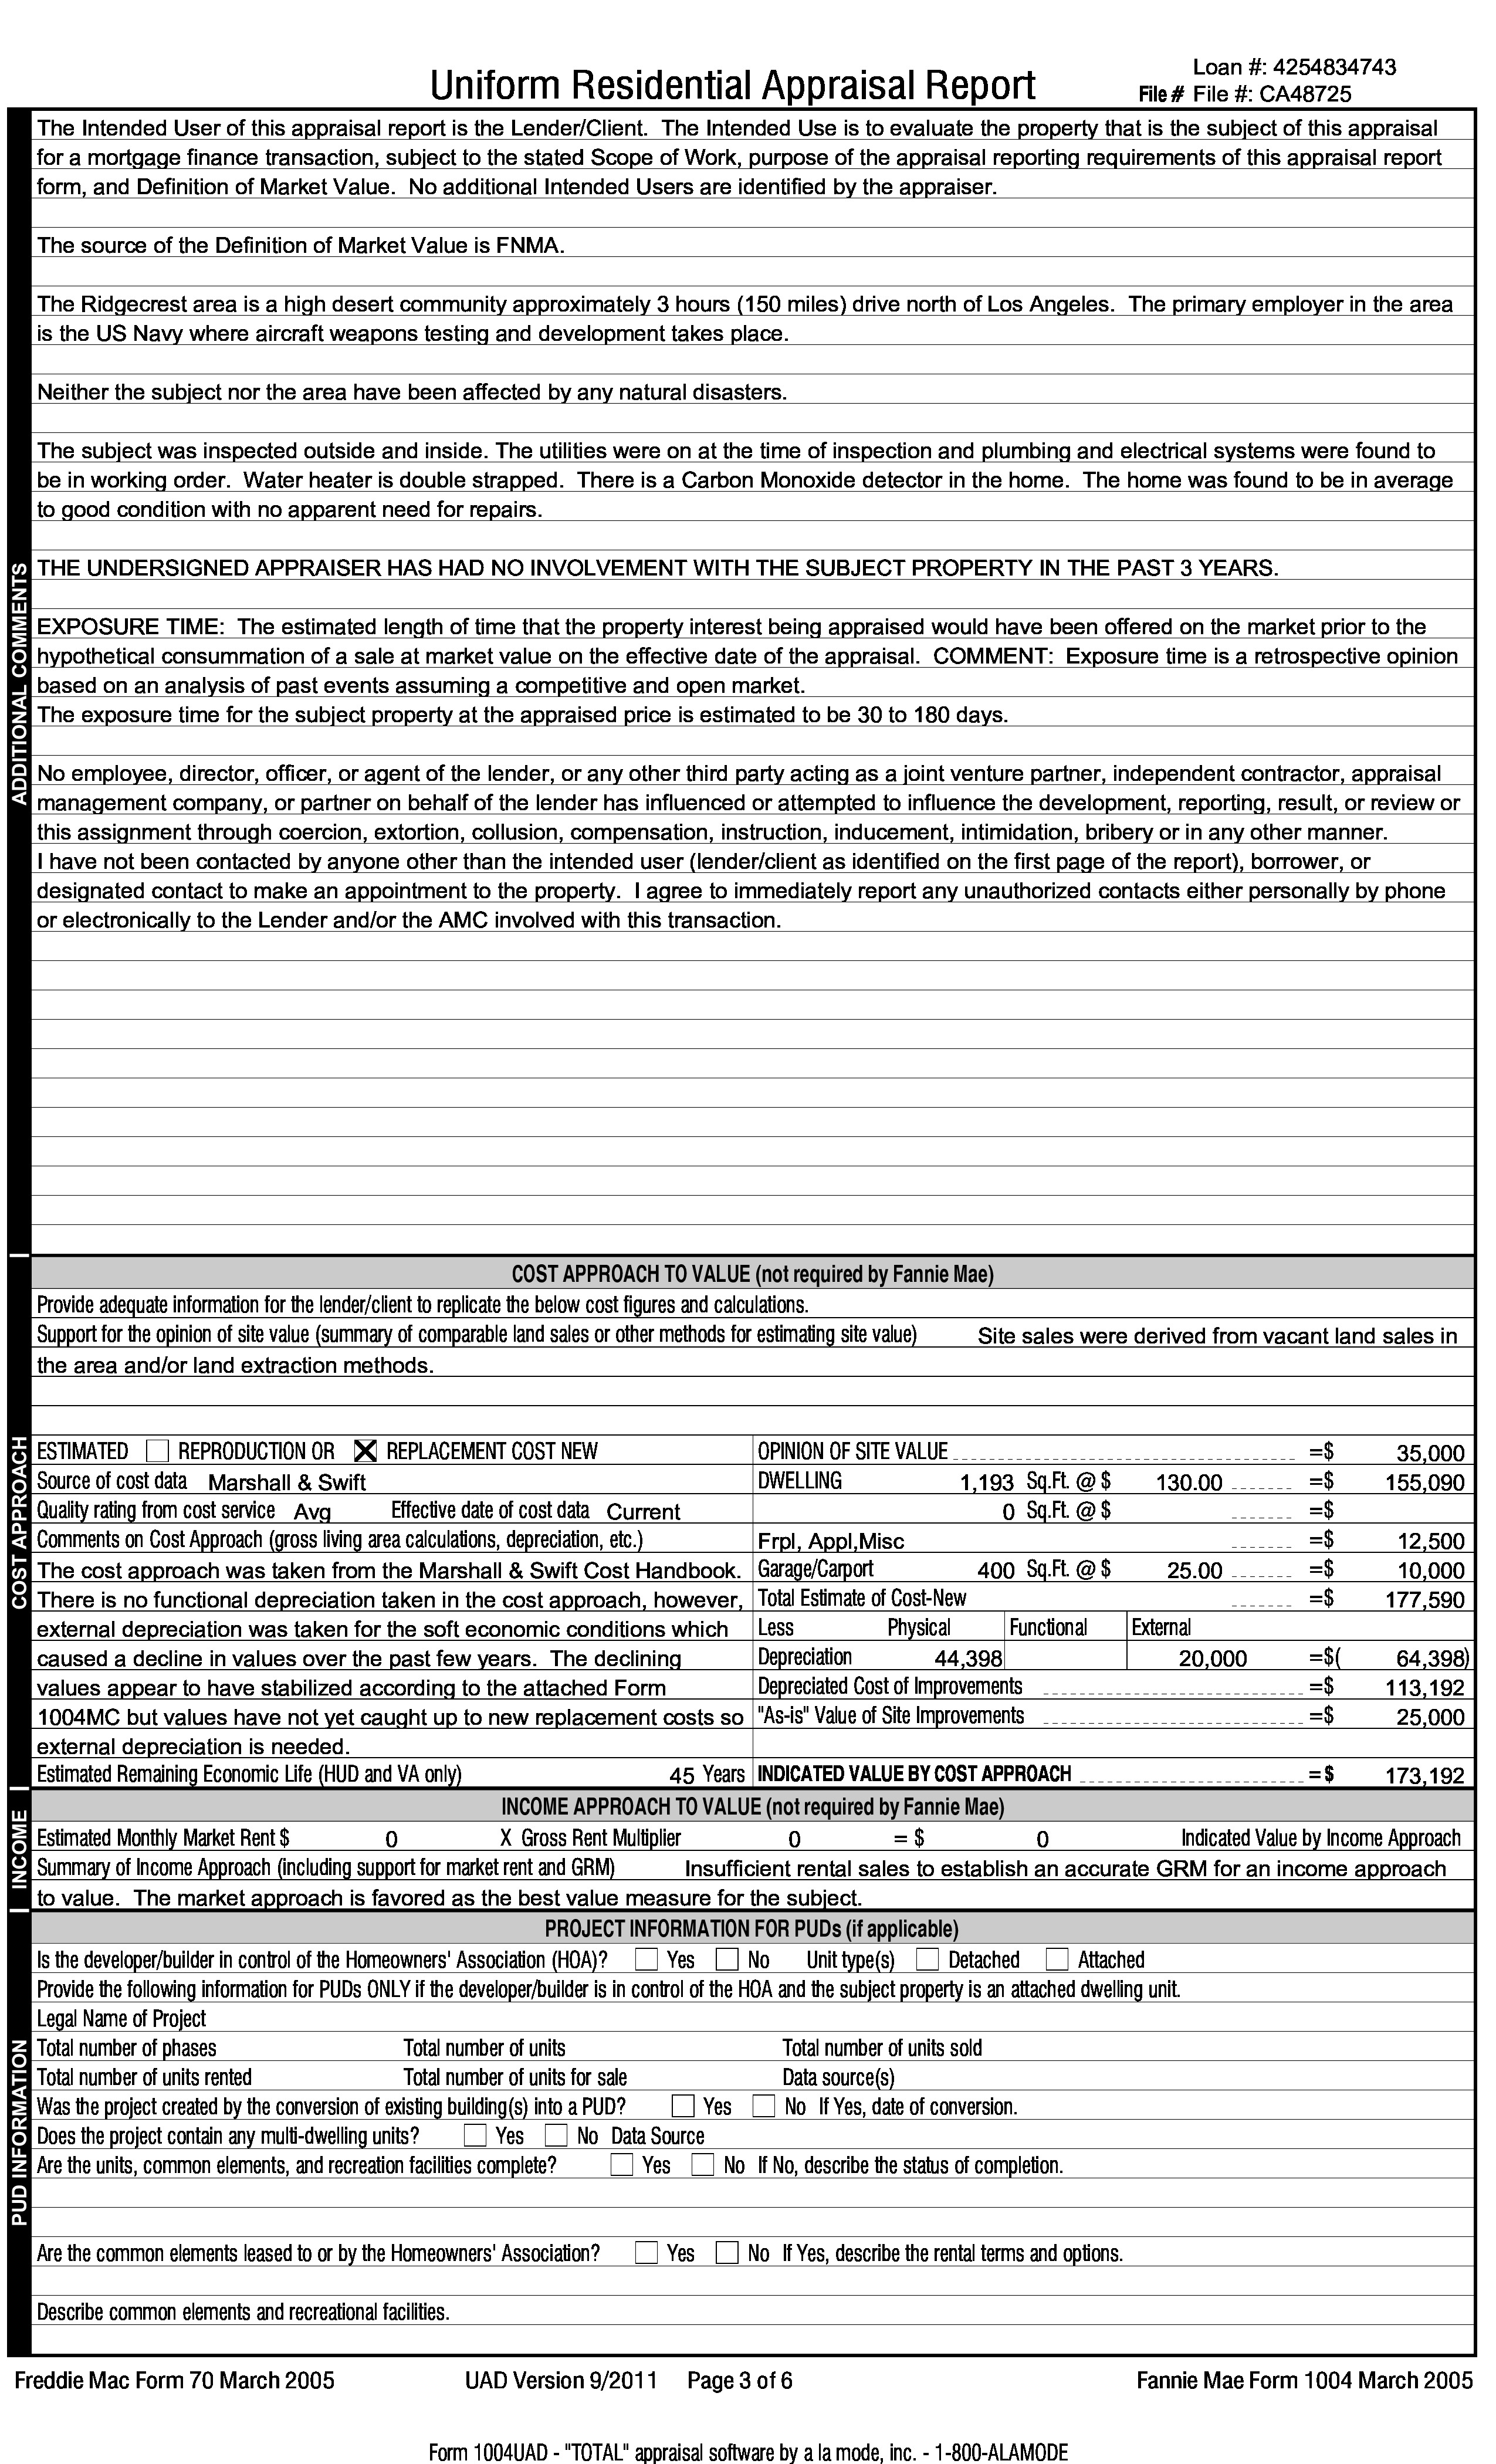 Loan #: 4254834743
Uniform Residential Appraisal Report
File # File #: CA48725
ADDITIONAL COMMENTS
The Intended User of this appraisal report is the Lender/Client. The Intended Use is to evaluate the property that is the subject of this appraisal
for a mortgage finance transaction, subject to the stated Scope of Work, purpose of the appraisal reporting requirements of this appraisal report
form, and Definition of Market Value. No additional Intended Users are identified by the appraiser.
The source of the Definition of Market Value is FNMA.
The Ridgecrest area is a high desert community approximately 3 hours (150 miles) drive north of Los Angeles. The primary employer in the area
is the US Navy where aircraft weapons testing and development takes place.
Neither the subject nor the area have been affected by any natural disasters.
The subject was inspected outside and inside. The utilities were on at the time of inspection and plumbing and electrical systems were found to
be in working order. Water heater is double strapped. There is a Carbon Monoxide detector in the home. The home was found to be in average
to good condition with no apparent need for repairs.
THE UNDERSIGNED APPRAISER HAS HAD NO INVOLVEMENT WITH THE SUBJECT PROPERTY IN THE PAST 3 YEARS.
EXPOSURE TIME: The estimated length of time that the property interest being appraised would have been offered on the market prior to the
hypothetical consummation of a sale at market value on the effective date of the appraisal. COMMENT: Exposure time is a retrospective opinion
based on an analysis of past events assuming a competitive and open market.
The exposure time for the subject property at the appraised price is estimated to be 30 to 180 days.
No employee, director, officer, or agent of the lender, or any other third party acting as a joint venture partner, independent contractor, appraisal
management company, or partner on behalf of the lender has influenced or attempted to influence the development, reporting, result, or review or
this assignment through coercion, extortion, collusion, compensation, instruction, inducement, intimidation, bribery or in any other manner.
I have not been contacted by anyone other than the intended user (lender/client as identified on the first page of the report), borrower, or
designated contact to make an appointment to the property. I agree to immediately report any unauthorized contacts either personally by phone
or electronically to the Lender and/or the AMC involved with this transaction.
COST APPROACH
COST APPROACH TO VALUE (not required by Fannie Mae)
Provide adequate information for the lender/client to replicate the below cost figures and calculations.
Support for the opinion of site value (summary of comparable land sales or other methods for estimating site value) Site sales were derived from vacant land sales in
the area and/or land extraction methods.
ESTIMATED REPRODUCTION OR X REPLACEMENT COST NEW
Source of cost data Marshall & Swift
Quality rating from cost service Avg Effective date of cost data Current
Comments on Cost Approach (gross living area calculations, depreciation, etc.)
The cost approach was taken from the Marshall & Swift Cost Handbook.
There is no functional depreciation taken in the cost approach, however,
external depreciation was taken for the soft economic conditions which
caused a decline in values over the past few years. The declining
values appear to have stabilized according to the attached Form
1004MC but values have not yet caught up to new replacement costs so
external depreciation is needed.
Estimated Remaining Economic Life (HUD and VA only) 45 Years
OPINION OF SITE VALUE =$ 35,000
DWELLING 1,193 Sq.Ft. @ $ 130.00 =$ 155,090
0 Sq.Ft. @ $ =$
Frpl, Appl,Misc =$ 12,500
Garage/Carport 400 Sq.Ft. @ $ 25.00 =$ 10,000
Total Estimate of Cost-New =$ 177,590
Less Physical Functional External
Depreciation 44,398 20,000 =$( 64,398)
Depreciated Cost of Improvements =$ 113,192
"As-is" Value of Site Improvements =$ 25,000
INDICATED VALUE BY COST APPROACH =$ 173,192
INCOME
INCOME APPROACH TO VALUE (not required by Fannie Mae)
Estimated Monthly Market Rent $ 0 X Gross Rent Multiplier 0 = $ 0 Indicated Value by Income Approach
Summary of Income Approach (including support for market rent and GRM) Insufficient rental sales to establish an accurate GRM for an income approach
to value. The market approach is favored as the best value measure for the subject.
PUD INFORMATION
PROJECT INFORMATION FOR PUDs (if applicable)
Is the developer/builder in control of the Homeowners' Association (HOA)? Yes No Unit type(s) Detached Attached
Provide the following information for PUDs ONLY if the developer/builder is in control of the HOA and the subject property is an attached dwelling unit.
Legal Name of Project
Total number of phases Total number of units Total number of units sold
Total number of units rented Total number of units for sale Data source(s)
Was the project created by the conversion of existing building(s) into a PUD? Yes No If Yes, date of conversion.
Does the project contain any multi-dwelling units? Yes No Data Source
Are the units, common elements, and recreation facilities complete? Yes No If No, describe the status of completion.
Are the common elements leased to or by the Homeowners' Association? Yes No If Yes, describe the rental terms and options.
Describe common elements and recreational facilities.
Freddie Mac Form 70 March 2005 UAD Version 9/2011 Page 3 of 6 Fannie Mae Form 1004 March 2005
Form 1004UAD - "TOTAL" appraisal software by a la mode, inc. - 1-800-ALAMODE